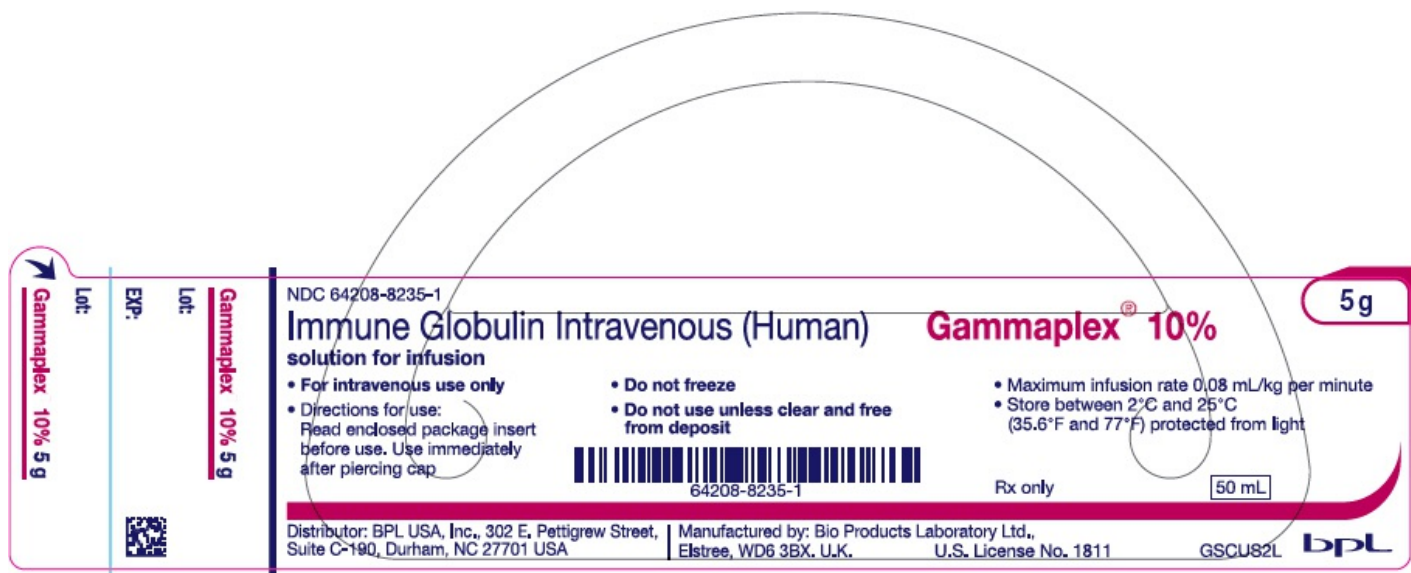 Gammaplex 10% 5 g
Lot:
EXP:
Lot:
Gammaplex 10% 5 g
NDC 64208-8235-1
Immune Globulin Intravenous (Human) Gammaplex® 10%
5 g
solution for infusion
• For intravenous use only
• Directions for use:
Read enclosed package insert
before use. Use immediately
after piercing cap
• Do not freeze
• Do not use unless clear and free
from deposit
64208-8235-1
• Maximum infusion rate 0.08 mL/kg per minute
• Store between 2°C and 25°C
(35.6°F and 77°F) protected from light
Rx only
50 mL
Distributor: BPL USA, Inc., 302 E. Pettigrew Street,
Suite C-190, Durham, NC 27701 USA
Manufactured by: Bio Products Laboratory Ltd.,
Elstree, WD6 3BX. U.K. U.S. License No. 1811
GSCUS2L
bpl